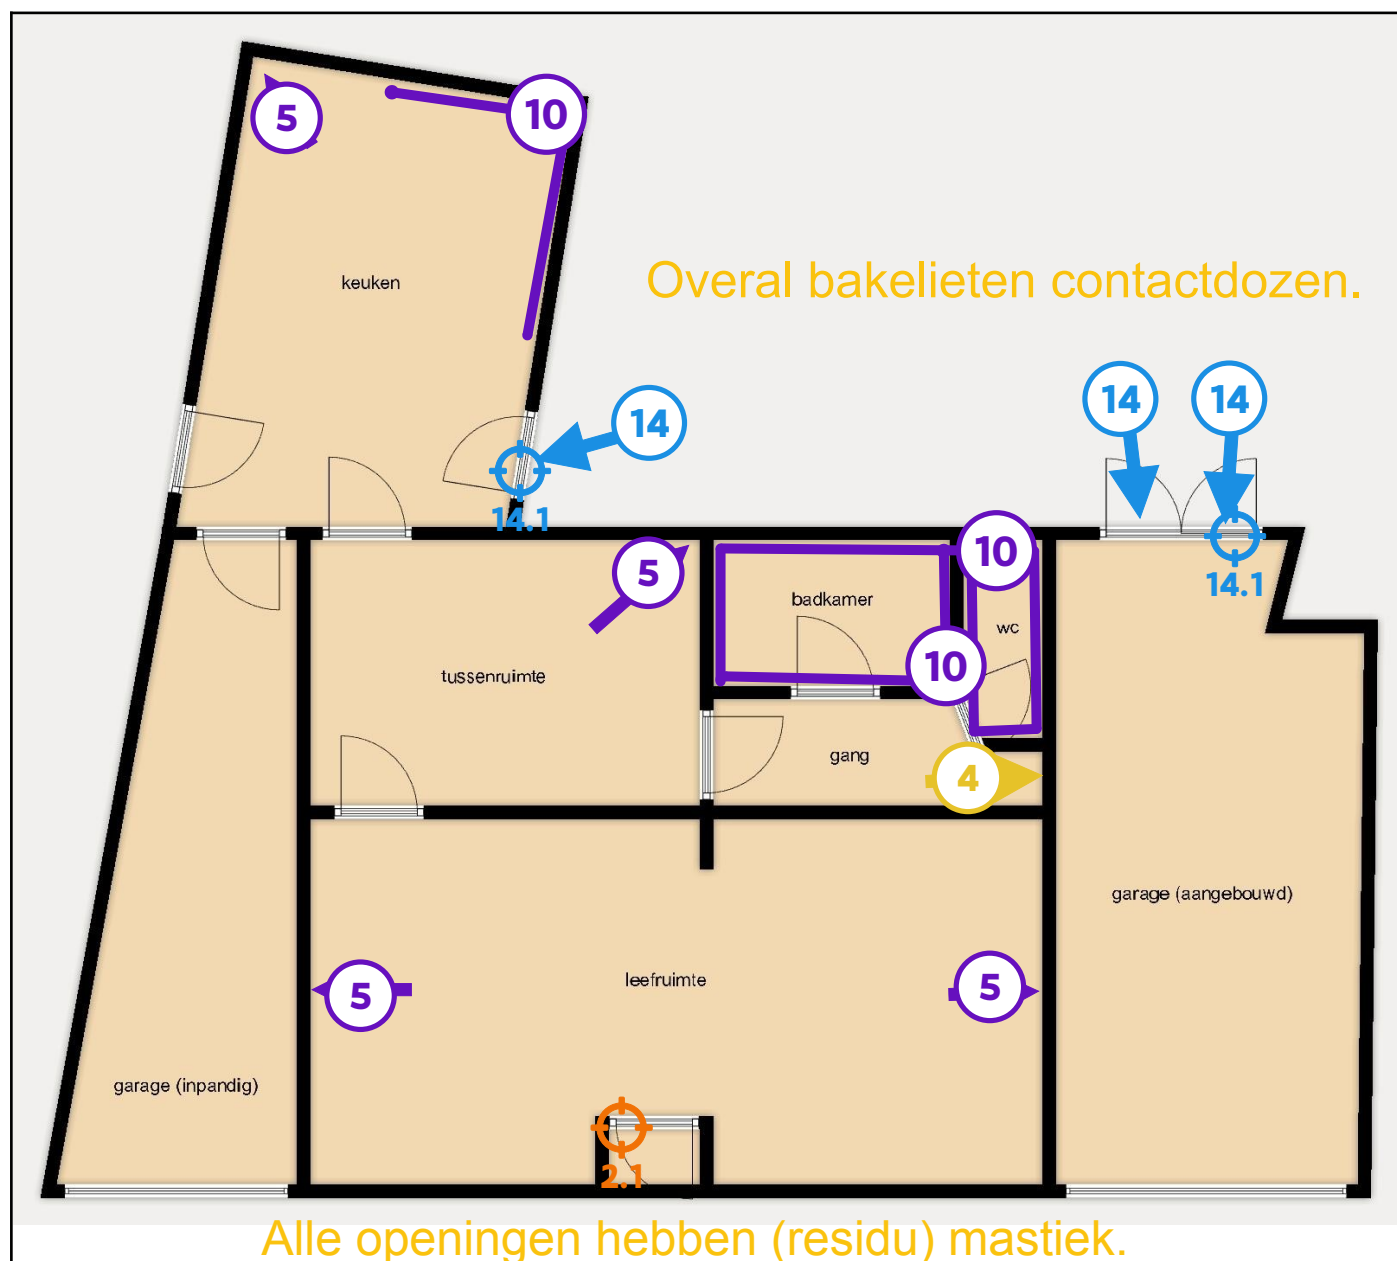 5
10
keuken
Overal bakelieten contactdozen.
14
14
14
14.1
10
5
badkamer
14.1
wc
10
tussenruimte
gang
4
garage (aangebouwd)
leefruimte
5
5
garage (inpandig)
2.1
Alle openingen hebben (residu) mastiek.